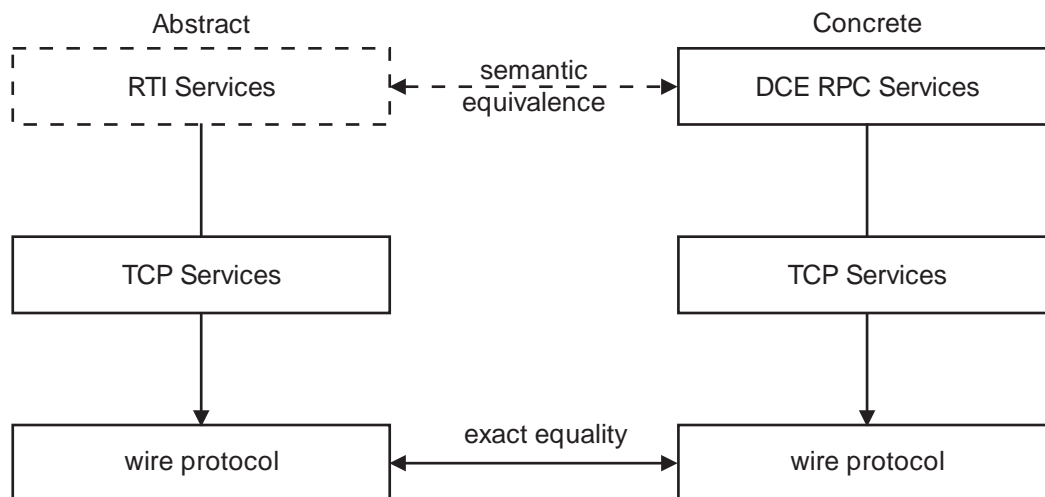 Abstract
Concrete
RTI Services
semantic
equivalence
DCE RPC Services
TCP Services
TCP Services
wire protocol
exact equality
wire protocol